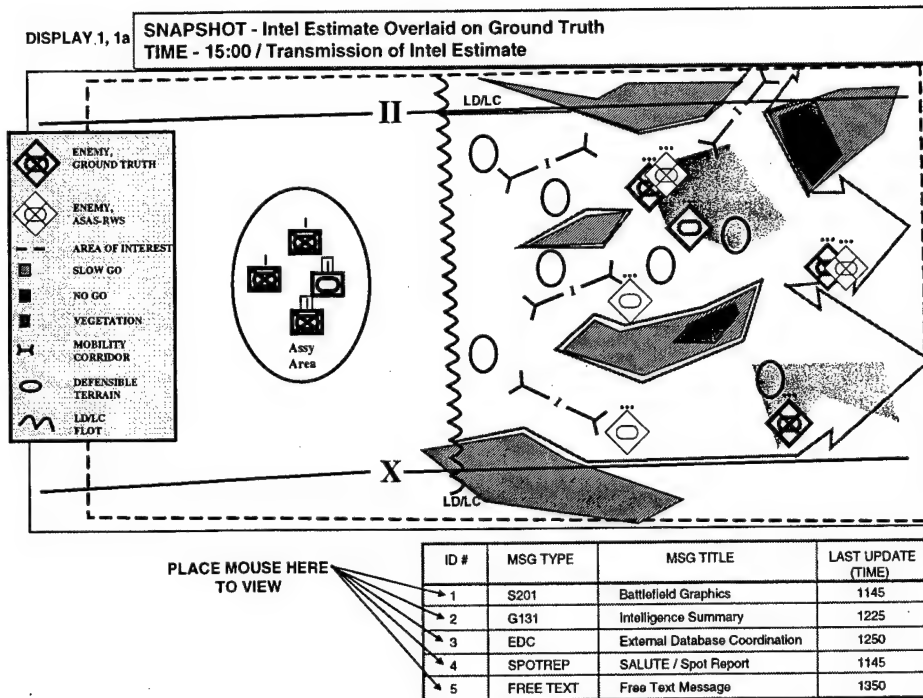 DISPLAY 1, 1a
SNAPSHOT - Intel Estimate Overlaid on Ground Truth
TIME - 15:00 / Transmission of Intel Estimate
LD/LC
II
ENEMY,
GROUND TRUTH
ENEMY,
ASAS-RWS
AREA OF INTEREST
SLOW GO
NO GO
VEGETATION
MOBILITY
CORRIDOR
DEFENSIBLE
TERRAIN
LD/LC
FLOT
I
I
I
I
Assy
Area
I
I
I
I
X
LD/LC
PLACE MOUSE HERE
TO VIEW
ID # MSG TYPE MSG TITLE LAST UPDATE (TIME)
1 S201 Battlefield Graphics 1145
2 G131 Intelligence Summary 1225
3 EDC External Database Coordination 1250
4 SPOTREP SALUTE / Spot Report 1145
5 FREE TEXT Free Text Message 1350